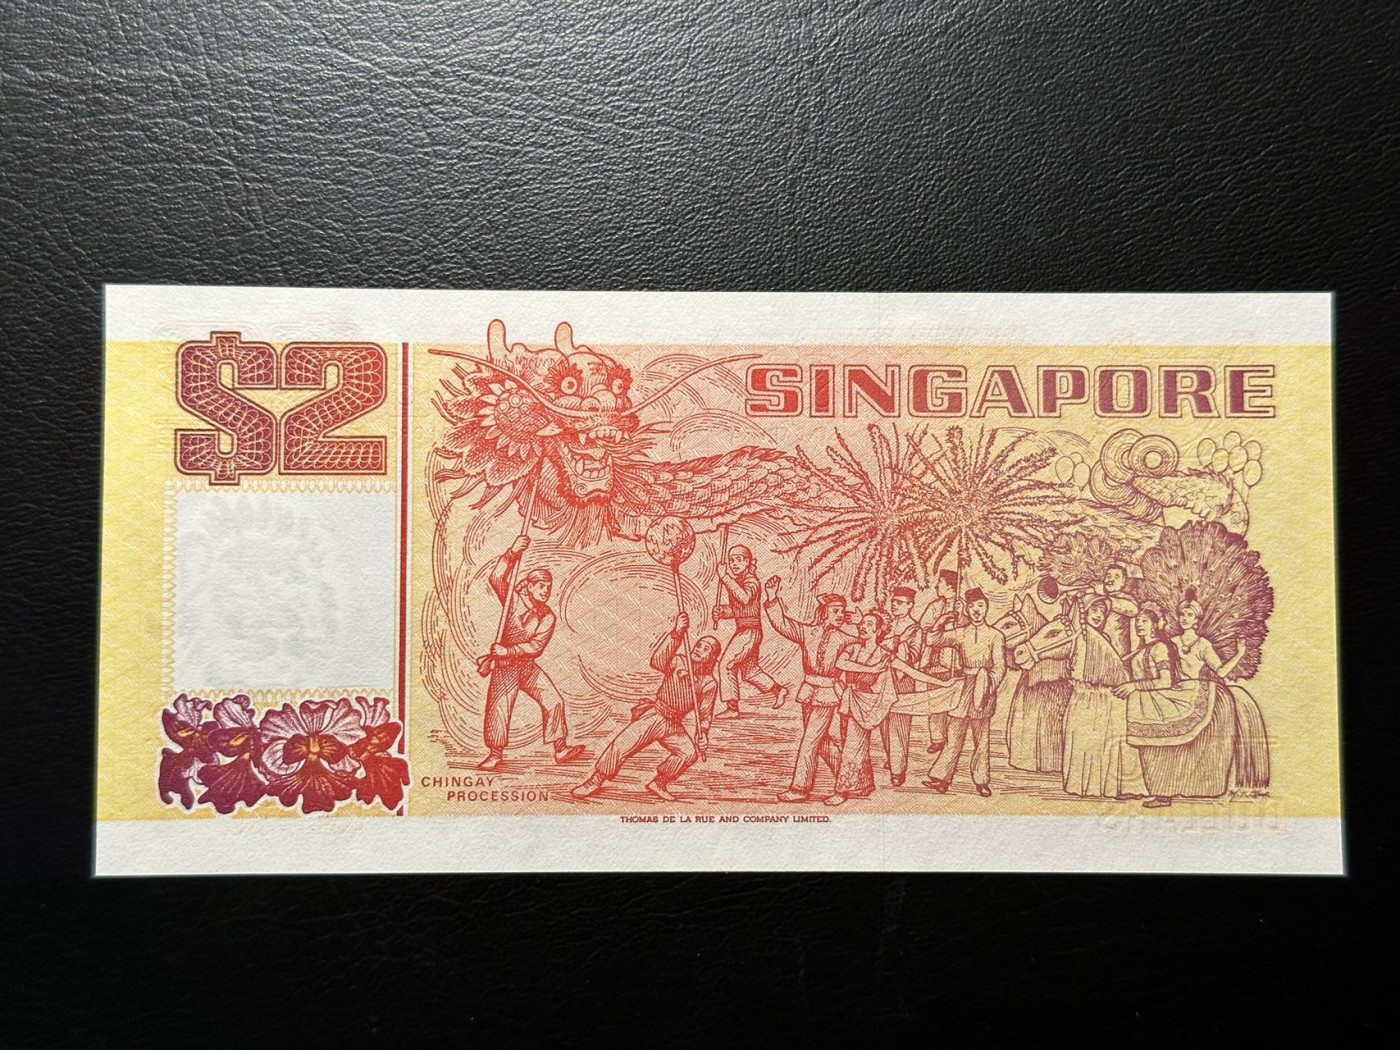 $2
SINGAPORE
CHINGAY
PROCESSION
THOMAS DE LA RUE AND COMPANY LIMITED.